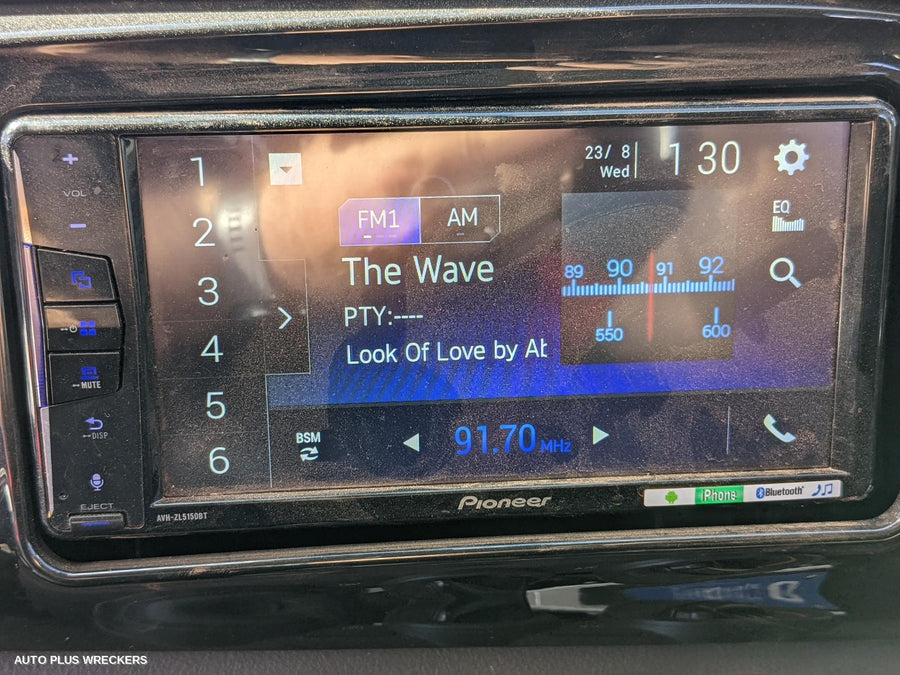 VOL
MUTE
DISP
EJECT
AVH-ZL5150BT
1
2
3
4
5
6
23/ 8
Wed
1 30
EQ
FM1
AM
The Wave
PTY:----
Look Of Love by Ab
89 90 91 92
550 600
BSM
91.70 MHz
Pioneer
iPhone
Bluetooth
AUTO PLUS WRECKERS